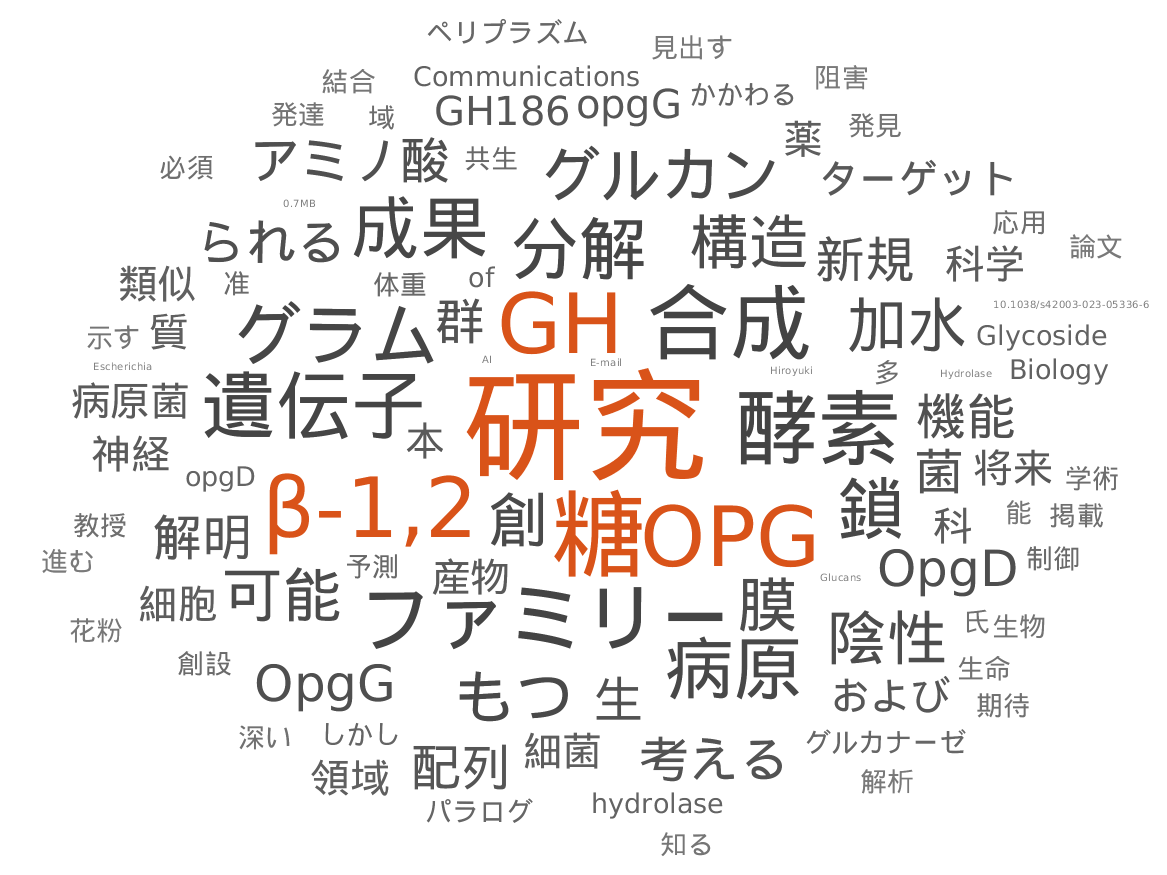 ペリプラズム
見出す
結合
Communications
阻害
発達
域
GH186
opgG
かかわる
発見
必須
アミノ酸
共生
グルカン
薬
ターゲット
0.7MB
られる
成果
分解
構造
新規
科学
応用
論文
類似
准
体重
of
10.1038/s42003-023-05336-6
示す
質
グラム
群
GH
合成
加水
Glycoside
Escherichia
AI
E-mail
Hiroyuki
多
Hydrolase
Biology
病原菌
遺伝子
本
研究
酵素
機能
神経
opgD
菌
将来
学術
教授
解明
β-1,2
創
糖
OPG
鎖
科
能
掲載
進む
予測
産物
Glucans
OpgD
制御
細胞
可能
ファミリー
膜
陰性
氏
生物
花粉
創設
OpgG
もつ
生
病原
および
生命
期待
深い
しかし
領域
配列
細菌
考える
グルカナーゼ
解析
パラログ
hydrolase
知る